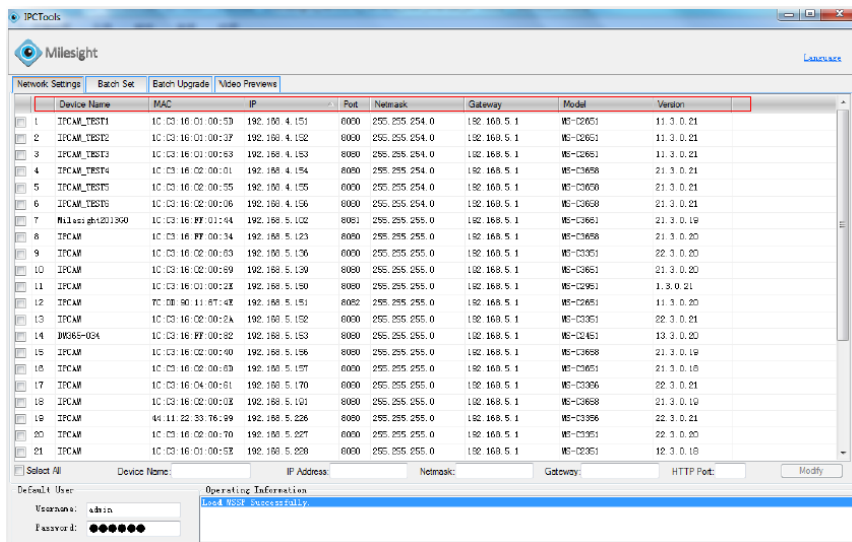 IPCTools
Milesight
Language
Network Settings Batch Set Batch Upgrade Video Previews
Device Name MAC IP Port Netmask Gateway Model Version
1 IPCAM_TEST1 1C:C3:16:01:00:5D 192.168.4.151 8080 255.255.254.0 192.168.5.1 MS-C2651 11.3.0.21
2 IPCAM_TEST2 1C:C3:16:01:00:3F 192.168.4.152 8080 255.255.254.0 192.168.5.1 MS-C2651 11.3.0.21
3 IPCAM_TEST3 1C:C3:16:01:00:63 192.168.4.153 8080 255.255.254.0 192.168.5.1 MS-C2651 11.3.0.21
4 IPCAM_TEST4 1C:C3:16:02:00:01 192.168.4.154 8080 255.255.254.0 192.168.5.1 MS-C3658 21.3.0.21
5 IPCAM_TEST5 1C:C3:16:02:00:55 192.168.4.155 8080 255.255.254.0 192.168.5.1 MS-C3658 21.3.0.21
6 IPCAM_TEST6 1C:C3:16:02:00:06 192.168.4.156 8080 255.255.254.0 192.168.5.1 MS-C3658 21.3.0.21
7 Milesight201360 1C:C3:16:FF:01:44 192.168.5.102 8081 255.255.255.0 192.168.5.1 MS-C3661 21.3.0.19
8 IPCAM 1C:C3:16:FF:00:34 192.168.5.123 8080 255.255.255.0 192.168.5.1 MS-C3658 21.3.0.20
9 IPCAM 1C:C3:16:02:00:63 192.168.5.136 8080 255.255.255.0 192.168.5.1 MS-C3351 22.3.0.20
10 IPCAM 1C:C3:16:02:00:69 192.168.5.139 8080 255.255.255.0 192.168.5.1 MS-C3651 21.3.0.20
11 IPCAM 1C:C3:16:01:00:2E 192.168.5.150 8080 255.255.255.0 192.168.5.1 MS-C2951 1.3.0.21
12 IPCAM 7C:DD:90:11:67:4E 192.168.5.151 8082 255.255.255.0 192.168.5.1 MS-C2651 11.3.0.20
13 IPCAM 1C:C3:16:02:00:2A 192.168.5.152 8080 255.255.255.0 192.168.5.1 MS-C3351 22.3.0.21
14 DW365-034 1C:C3:16:FF:00:82 192.168.5.153 8080 255.255.255.0 192.168.5.1 MS-C2451 13.3.0.20
15 IPCAM 1C:C3:16:02:00:40 192.168.5.156 8080 255.255.255.0 192.168.5.1 MS-C3658 21.3.0.19
16 IPCAM 1C:C3:16:02:00:6D 192.168.5.157 8080 255.255.255.0 192.168.5.1 MS-C3651 21.3.0.18
17 IPCAM 1C:C3:16:04:00:61 192.168.5.170 8080 255.255.255.0 192.168.5.1 MS-C3366 22.3.0.21
18 IPCAM 1C:C3:16:02:00:0E 192.168.5.191 8080 255.255.255.0 192.168.5.1 MS-C3658 21.3.0.19
19 IPCAM 44:11:22:33:76:99 192.168.5.226 8080 255.255.255.0 192.168.5.1 MS-C3356 22.3.0.21
20 IPCAM 1C:C3:16:02:00:70 192.168.5.227 8080 255.255.255.0 192.168.5.1 MS-C3351 22.3.0.20
21 IPCAM 1C:C3:16:01:00:5E 192.168.5.228 8080 255.255.255.0 192.168.5.1 MS-C2351 12.3.0.18
Select All Device Name: IP Address: Netmask: Gateway: HTTP Port: Modify
Default User Operating Information
Username: admin Load MSSP Successfully.
Password: ●●●●●●